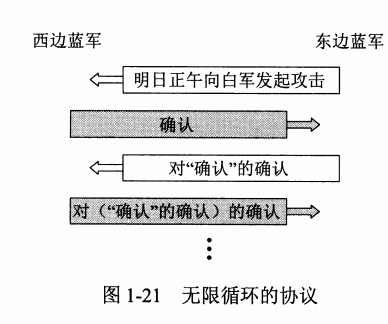 西边蓝军 东边蓝军
明日正午向白军发起攻击
确认
对“确认”的确认
对（“确认”的确认）的确认
图 1-21 无限循环的协议